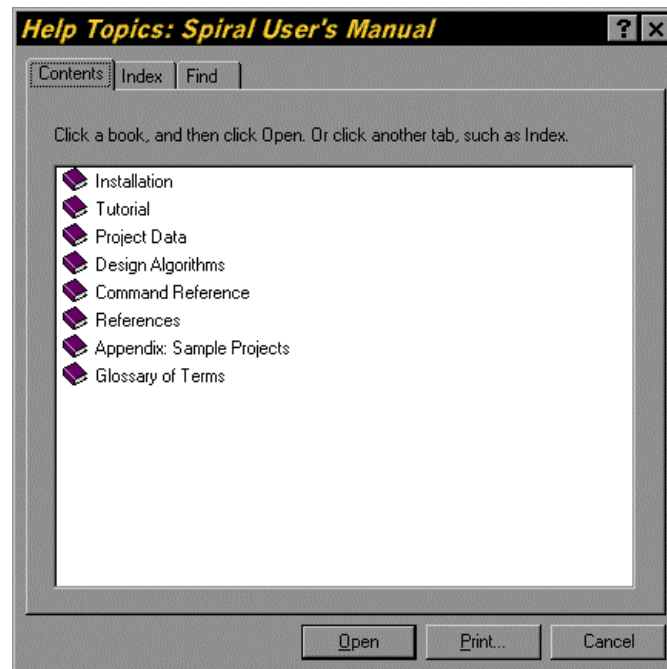 Help Topics: Spiral User's Manual
? ×
Contents Index Find
Click a book, and then click Open. Or click another tab, such as Index.
Installation
Tutorial
Project Data
Design Algorithms
Command Reference
References
Appendix: Sample Projects
Glossary of Terms
Open Print... Cancel